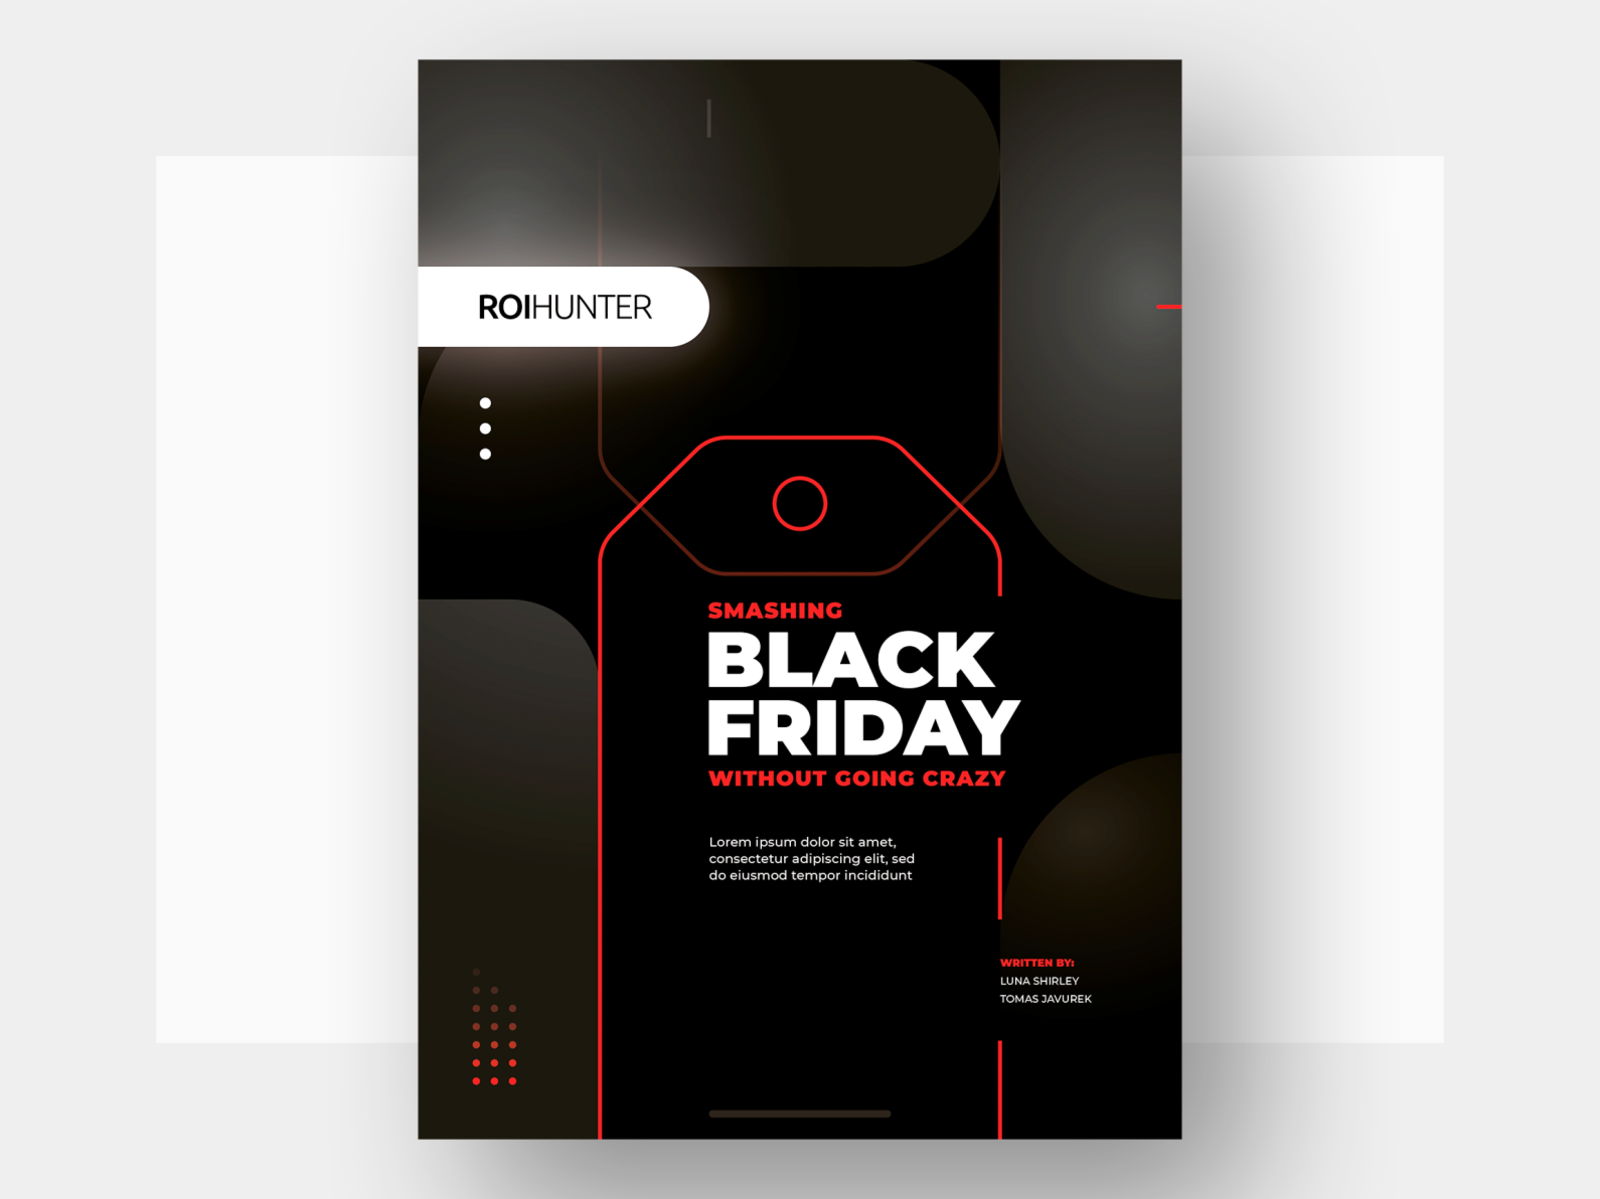 ROIHUNTER
SMASHING
BLACK
FRIDAY
WITHOUT GOING CRAZY
Lorem ipsum dolor sit amet,
consectetur adipiscing elit, sed
do eiusmod tempor incididunt
WRITTEN BY:
LUNA SHIRLEY
TOMAS JAVUREK